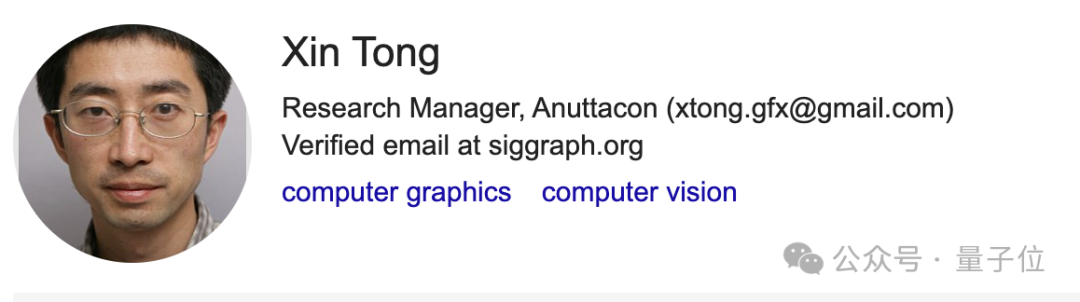 Xin Tong
Research Manager, Anuttacon (xtong.gfx@gmail.com)
Verified email at siggraph.org
computer graphics computer vision
公众号 · 量子位